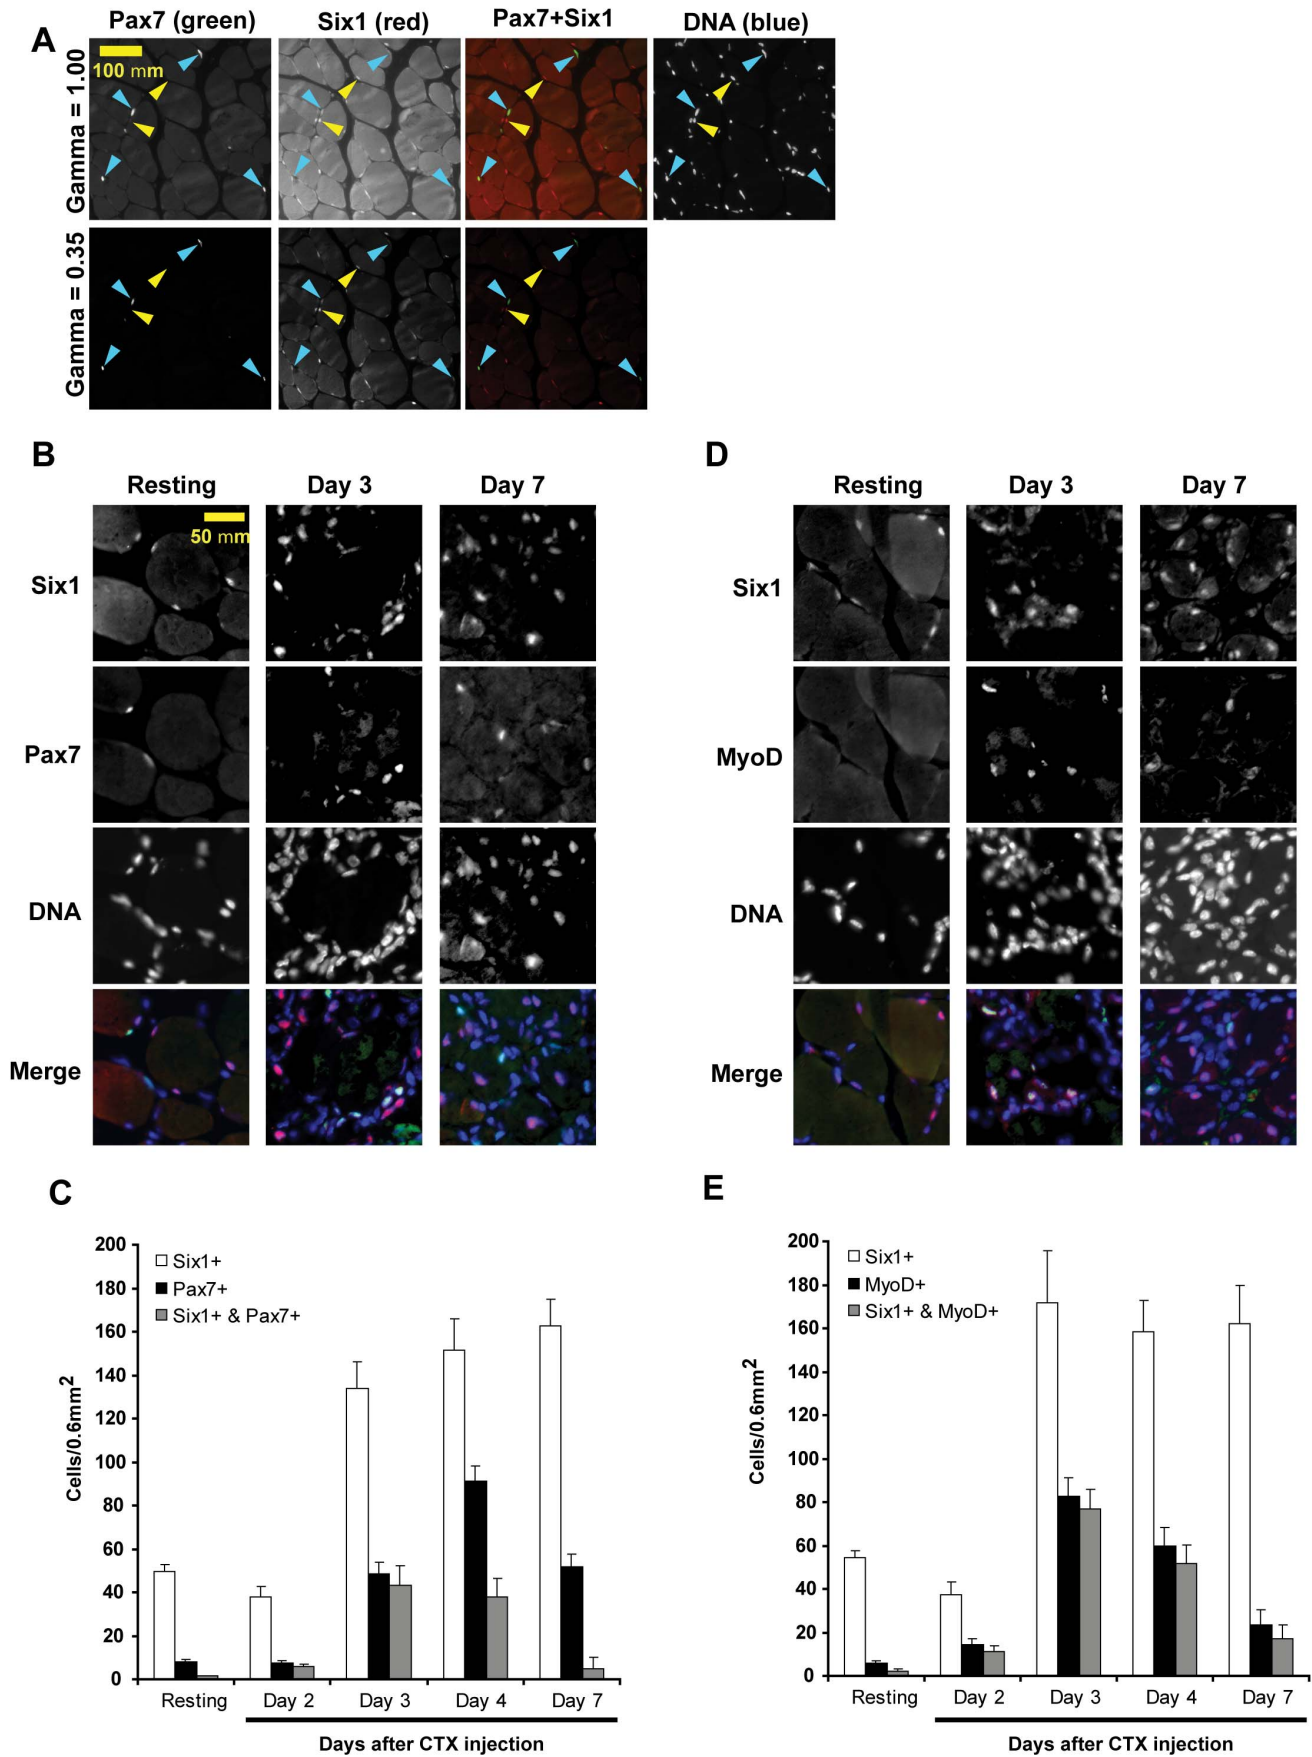 A
Pax7 (green)
Six1 (red)
Pax7+Six1
DNA (blue)
Gamma = 1.00
100 mm
Gamma = 0.35
B
Resting
Day 3
Day 7
50 mm
Six1
Pax7
DNA
Merge
D
Resting
Day 3
Day 7
Six1
MyoD
DNA
Merge
C
200
180
160
140
120
100
80
60
40
20
0
Cells/0.6mm2
Six1+
Pax7+
Six1+ & Pax7+
Resting
Day 2
Day 3
Day 4
Day 7
Days after CTX injection
E
200
180
160
140
120
100
80
60
40
20
0
Cells/0.6mm2
Six1+
MyoD+
Six1+ & MyoD+
Resting
Day 2
Day 3
Day 4
Day 7
Days after CTX injection